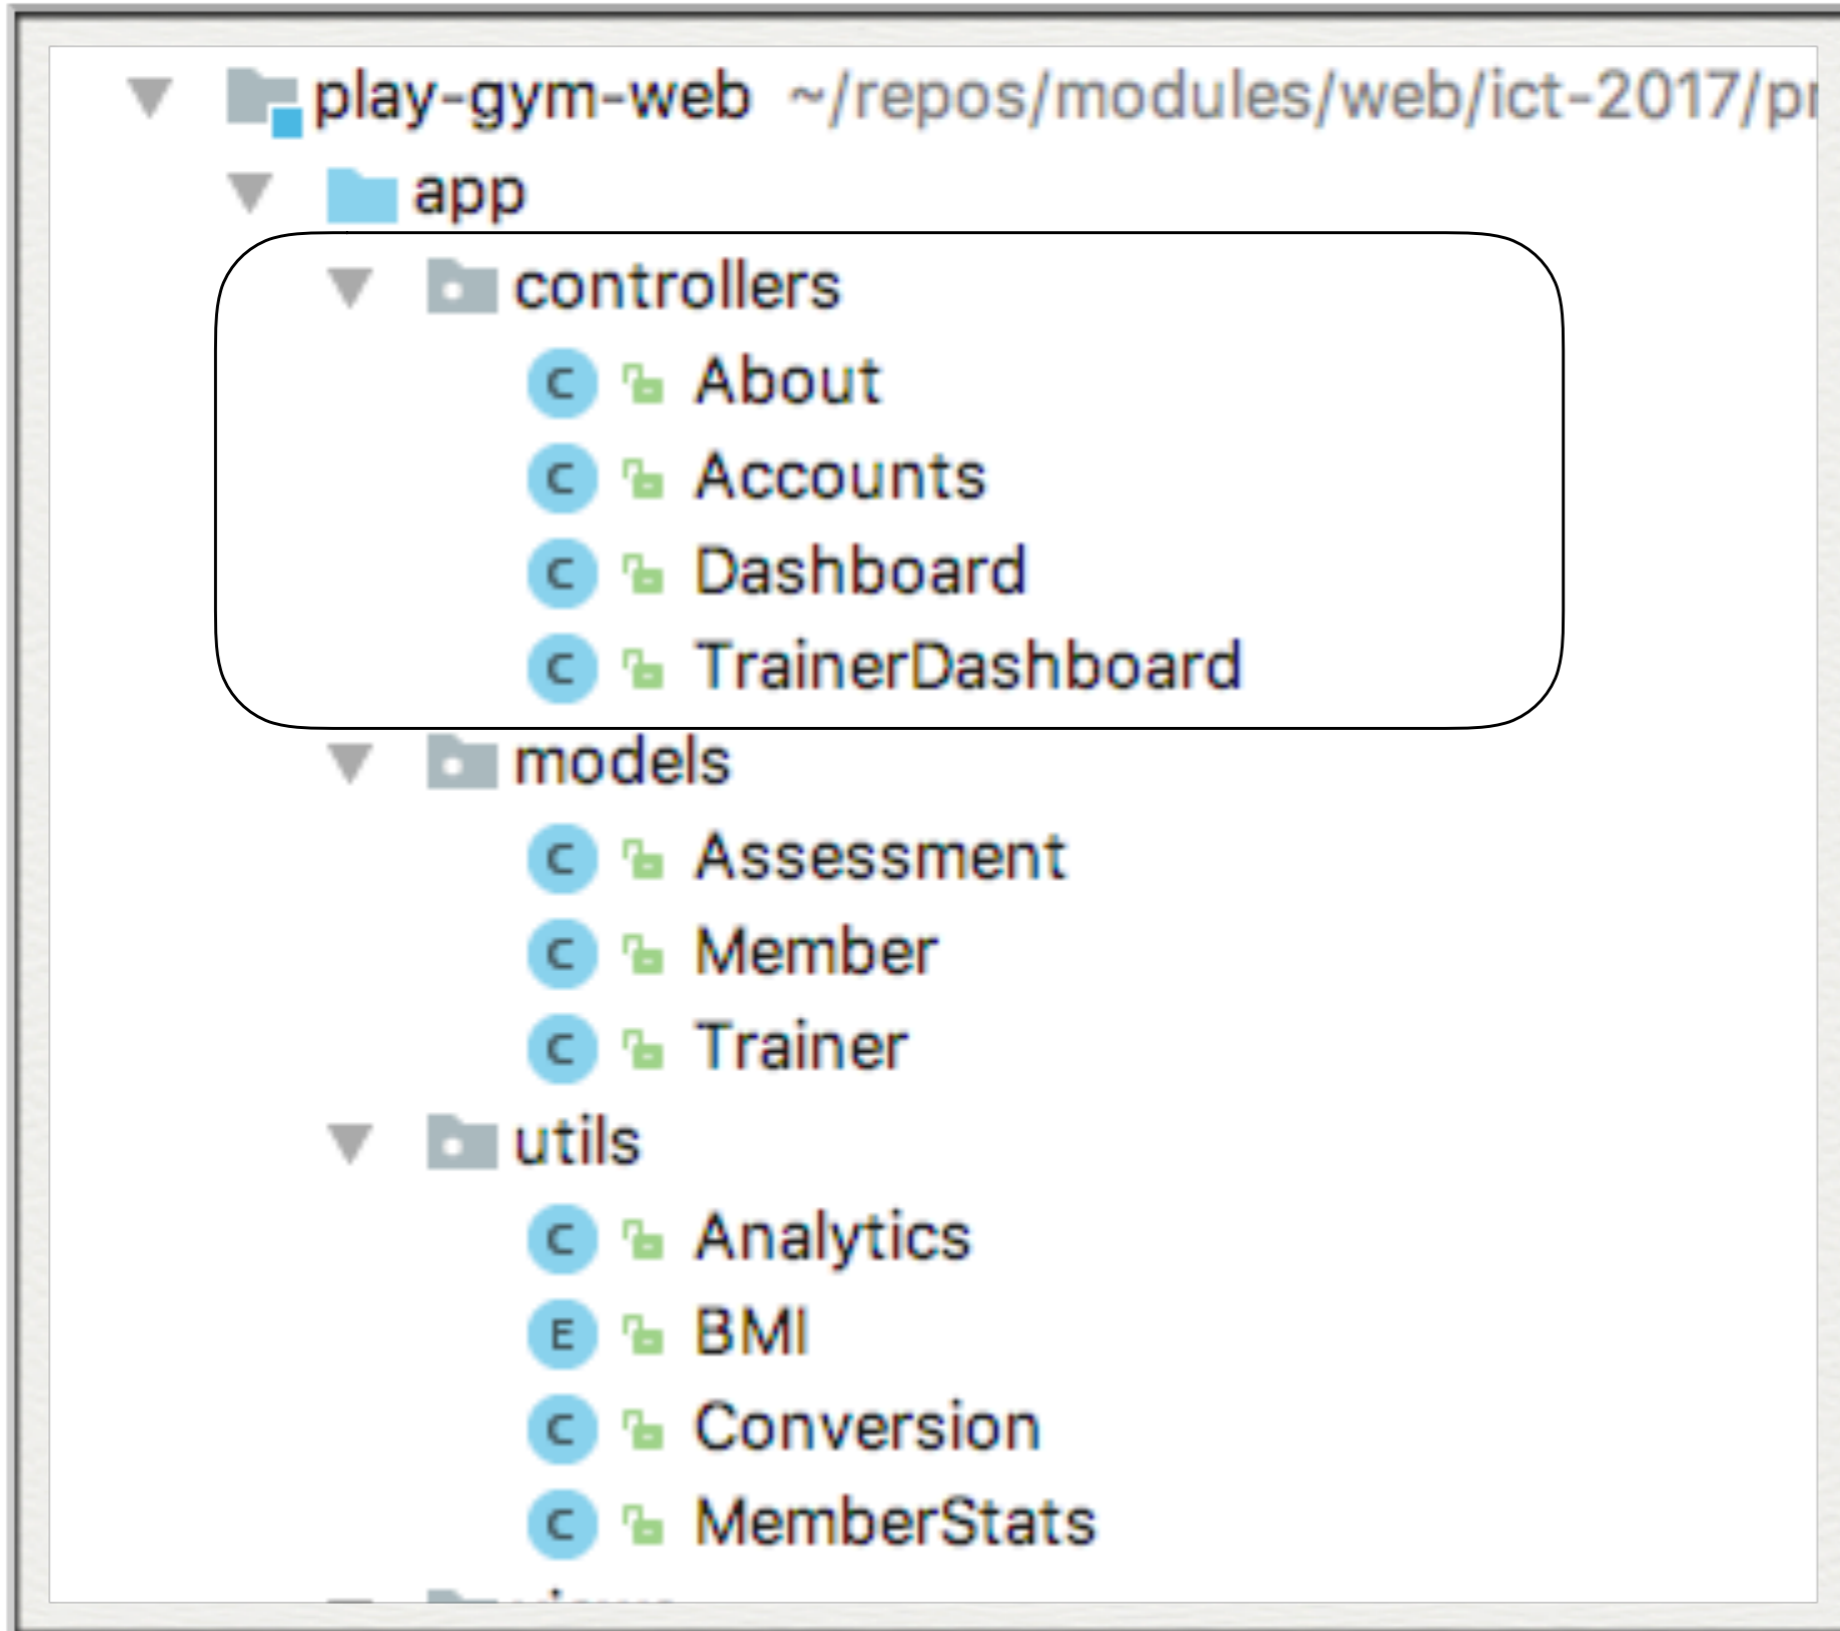 play-gym-web ~/repos/modules/web/ict-2017/pr
app
controllers
C About
C Accounts
C Dashboard
C TrainerDashboard
models
C Assessment
C Member
C Trainer
utils
C Analytics
E BMI
C Conversion
C MemberStats